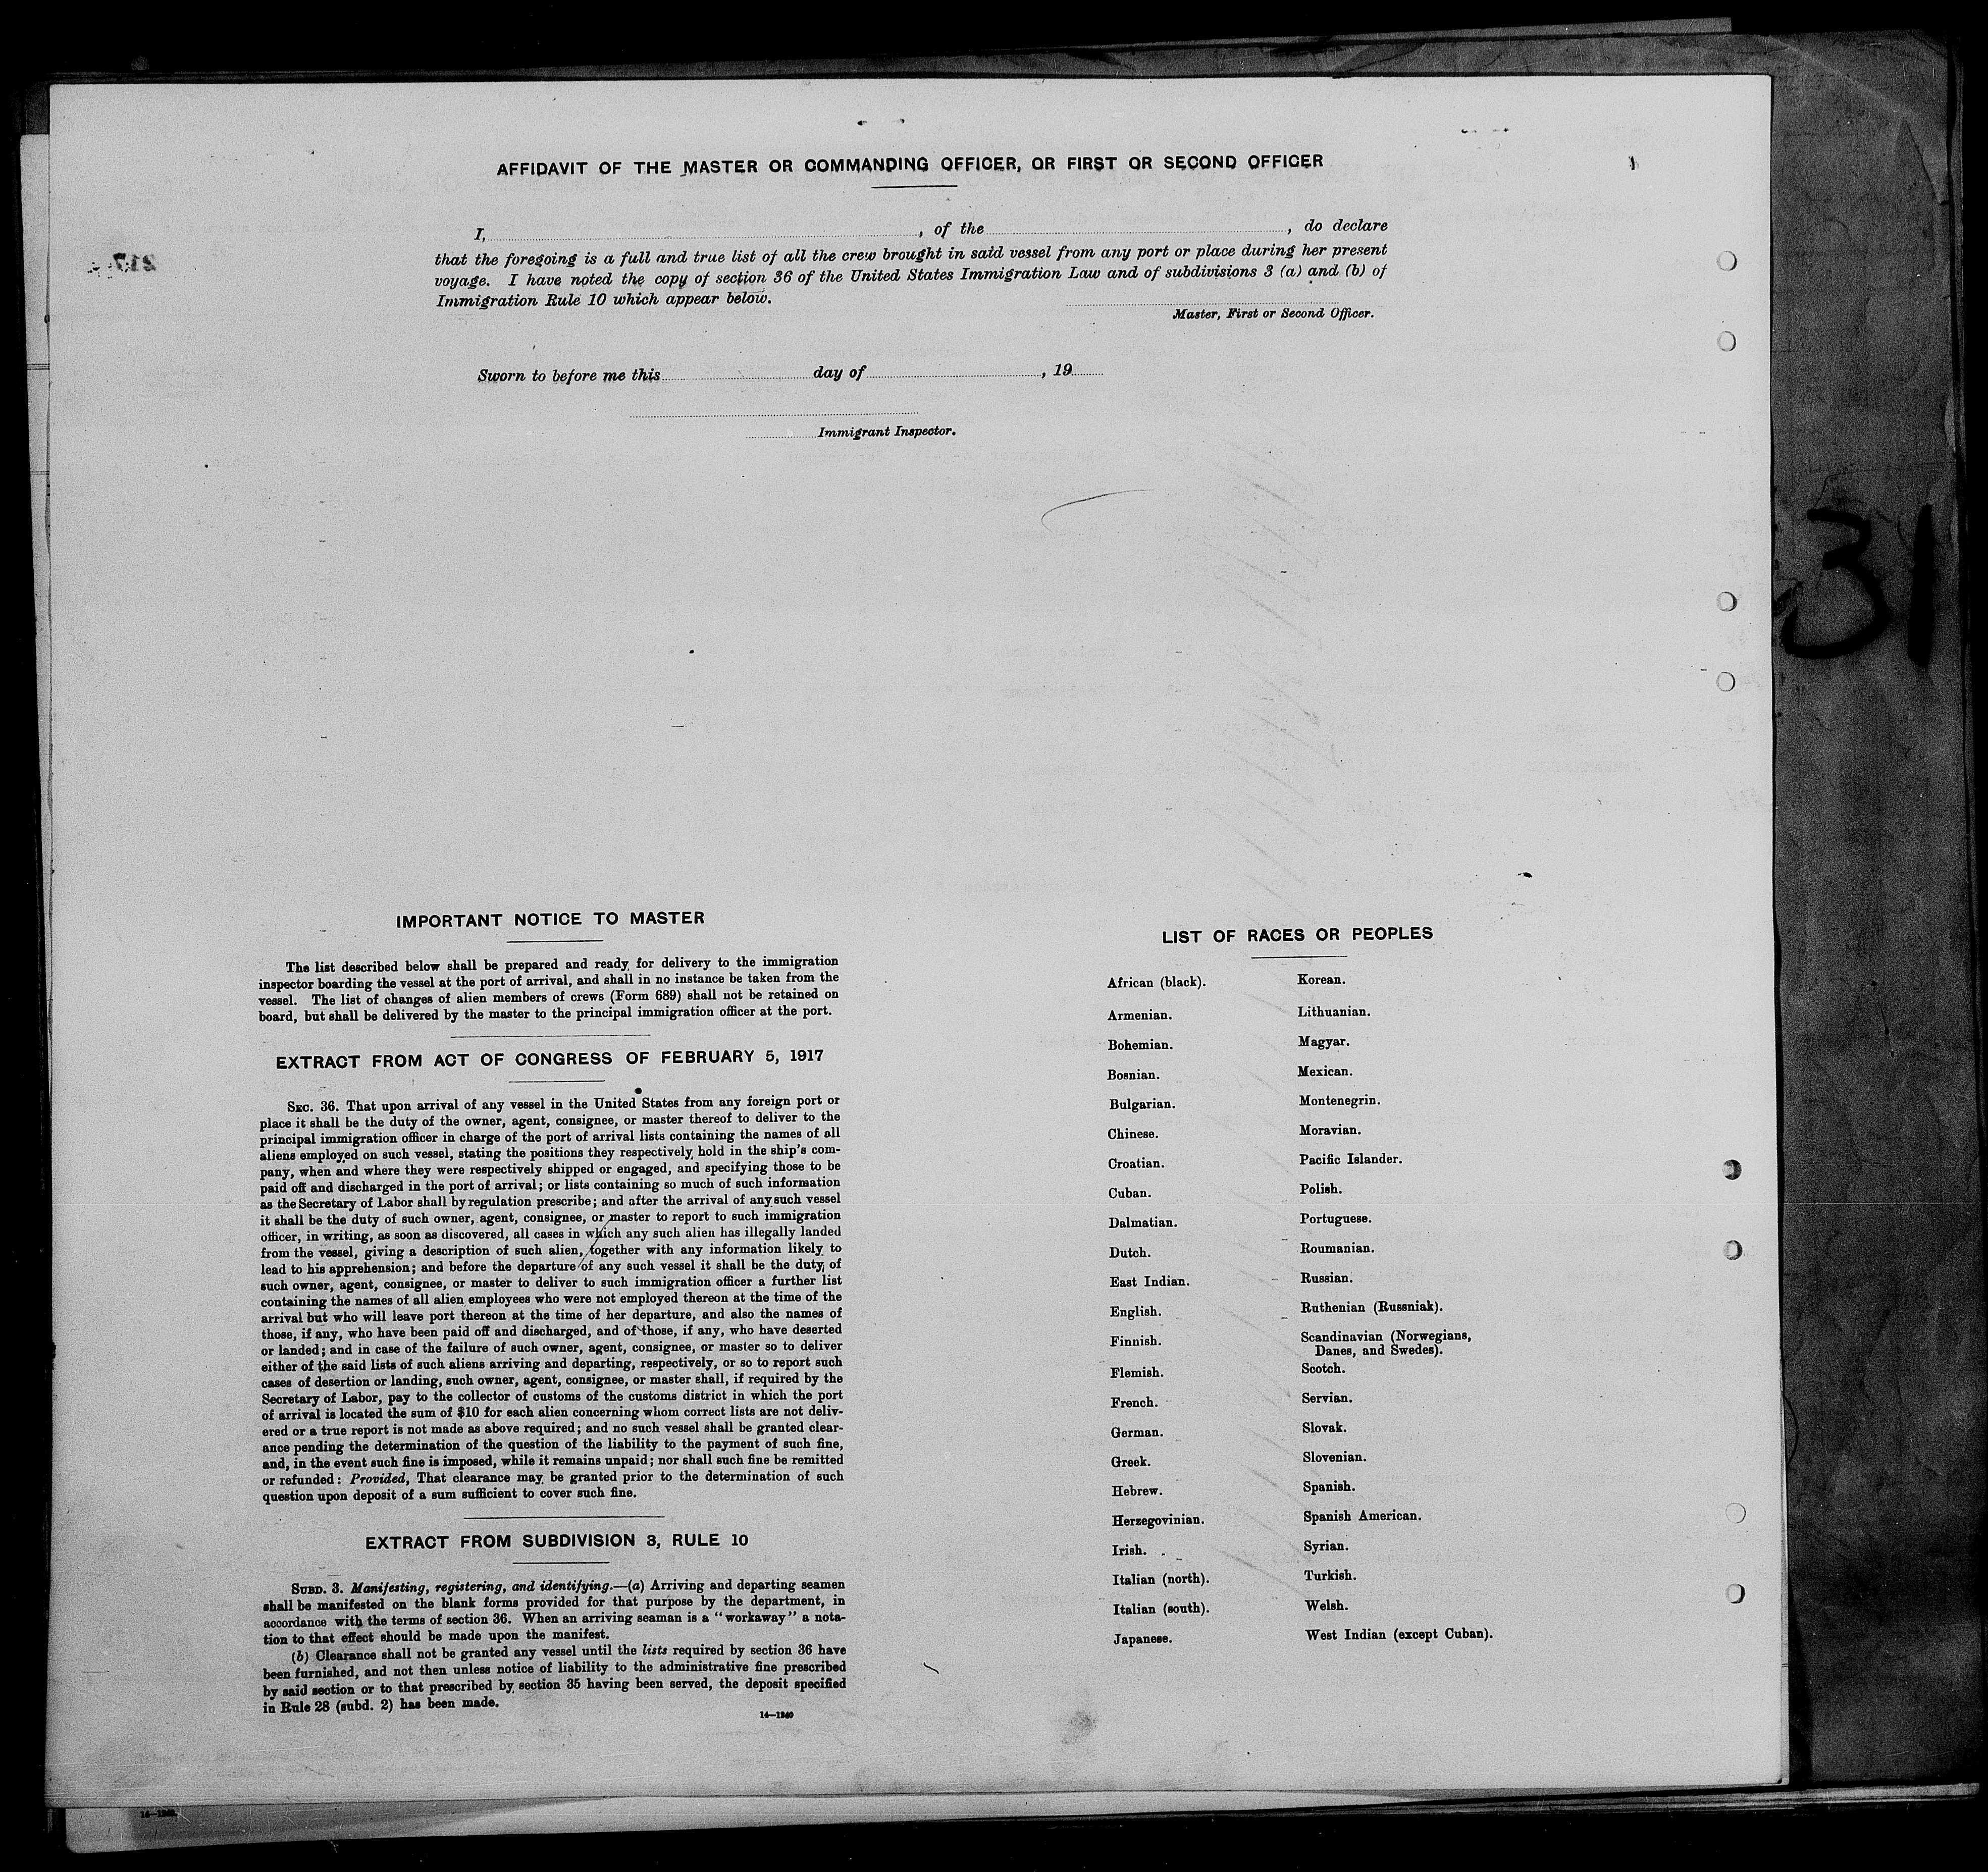 AFFIDAVIT OF THE MASTER OR COMMANDING OFFICER, OR FIRST OR SECOND OFFICER
I, , of the , do declare
that the foregoing is a full and true list of all the crew brought in said vessel from any port or place during her present
voyage. I have noted the copy of section 36 of the United States Immigration Law and of subdivisions 3 (a) and (b) of
Immigration Rule 10 which appear below.
Master, First or Second Officer.
Sworn to before me this day of , 19
Immigrant Inspector.
31
IMPORTANT NOTICE TO MASTER
The list described below shall be prepared and ready for delivery to the immigration
inspector boarding the vessel at the port of arrival, and shall in no instance be taken from the
vessel. The list of changes of alien members of crews (Form 689) shall not be retained on
board, but shall be delivered by the master to the principal immigration officer at the port.
EXTRACT FROM ACT OF CONGRESS OF FEBRUARY 5, 1917
SEC. 36. That upon arrival of any vessel in the United States from any foreign port or
place it shall be the duty of the owner, agent, consignee, or master thereof to deliver to the
principal immigration officer in charge of the port of arrival lists containing the names of all
aliens employed on such vessel, stating the positions they respectively hold in the ship's com-
pany, when and where they were respectively shipped or engaged, and specifying those to be
paid off and discharged in the port of arrival; or lists containing so much of such information
as the Secretary of Labor shall by regulation prescribe; and after the arrival of any such vessel
it shall be the duty of such owner, agent, consignee, or master to report to such immigration
officer, in writing, as soon as discovered, all cases in which any such alien has illegally landed
from the vessel, giving a description of such alien, together with any information likely to
lead to his apprehension; and before the departure of any such vessel it shall be the duty of
such owner, agent, consignee, or master to deliver to such immigration officer a further list
containing the names of all alien employees who were not employed thereon at the time of the
arrival but who will leave port thereon at the time of her departure, and also the names of
those, if any, who have been paid off and discharged, and of those, if any, who have deserted
or landed; and in case of the failure of such owner, agent, consignee, or master so to deliver
either of the said lists of such aliens arriving and departing, respectively, or so to report such
cases of desertion or landing, such owner, agent, consignee, or master shall, if required by the
Secretary of Labor, pay to the collector of customs of the customs district in which the port
of arrival is located the sum of $10 for each alien concerning whom correct lists are not deliv-
ered or a true report is not made as above required; and no such vessel shall be granted clear-
ance pending the determination of the question of the liability to the payment of such fine,
and, in the event such fine is imposed, while it remains unpaid; nor shall such fine be remitted
or refunded: Provided, That clearance may be granted prior to the determination of such
question upon deposit of a sum sufficient to cover such fine.
EXTRACT FROM SUBDIVISION 3, RULE 10
SUBD. 3. Manifesting, registering, and identifying.—(a) Arriving and departing seamen
shall be manifested on the blank forms provided for that purpose by the department, in
accordance with the terms of section 36. When an arriving seaman is a "workaway" a nota-
tion to that effect should be made upon the manifest.
(b) Clearance shall not be granted any vessel until the lists required by section 36 have
been furnished, and not then unless notice of liability to the administrative fine prescribed
by said section or to that prescribed by section 35 having been served, the deposit specified
in Rule 28 (subd. 2) has been made.
14—1240
LIST OF RACES OR PEOPLES
African (black).
Armenian.
Bohemian.
Bosnian.
Bulgarian.
Chinese.
Croatian.
Cuban.
Dalmatian.
Dutch.
East Indian.
English.
Finnish.
Flemish.
French.
German.
Greek.
Hebrew.
Herzegovinian.
Irish.
Italian (north).
Italian (south).
Japanese.
Korean.
Lithuanian.
Magyar.
Mexican.
Montenegrin.
Moravian.
Pacific Islander.
Polish.
Portuguese.
Roumanian.
Russian.
Ruthenian (Russniak).
Scandinavian (Norwegians,
Danes, and Swedes).
Scotch.
Servian.
Slovak.
Slovenian.
Spanish.
Spanish American.
Syrian.
Turkish.
Welsh.
West Indian (except Cuban).